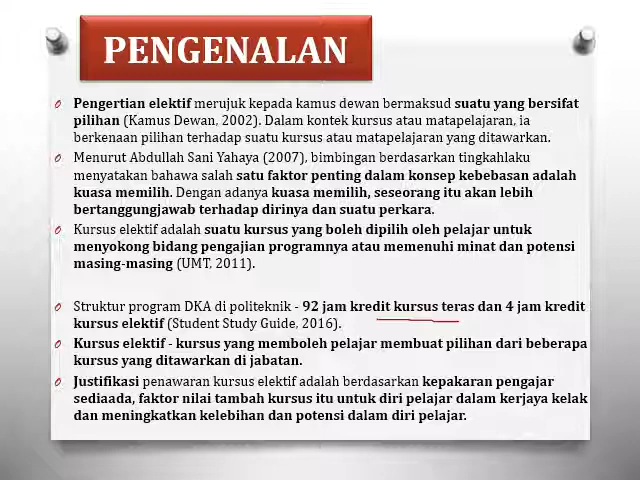 PENGENALAN
Pengertian elektif merujuk kepada kamus dewan bermaksud suatu yang bersifat
pilihan (Kamus Dewan, 2002). Dalam kontek kursus atau matapelajaran, ia
berkenaan pilihan terhadap suatu kursus atau matapelajaran yang ditawarkan.
Menurut Abdullah Sani Yahaya (2007), bimbingan berdasarkan tingkahlaku
menyatakan bahawa salah satu faktor penting dalam konsep kebebasan adalah
kuasa memilih. Dengan adanya kuasa memilih, seseorang itu akan lebih
bertanggungjawab terhadap dirinya dan suatu perkara.
Kursus elektif adalah suatu kursus yang boleh dipilih oleh pelajar untuk
menyokong bidang pengajian programnya atau memenuhi minat dan potensi
masing-masing (UMT, 2011).
Struktur program DKA di politeknik - 92 jam kredit kursus teras dan 4 jam kredit
kursus elektif (Student Study Guide, 2016).
Kursus elektif - kursus yang memboleh pelajar membuat pilihan dari beberapa
kursus yang ditawarkan di jabatan.
Justifikasi penawaran kursus elektif adalah berdasarkan kepakaran pengajar
sediaada, faktor nilai tambah kursus itu untuk diri pelajar dalam kerjaya kelak
dan meningkatkan kelebihan dan potensi dalam diri pelajar.